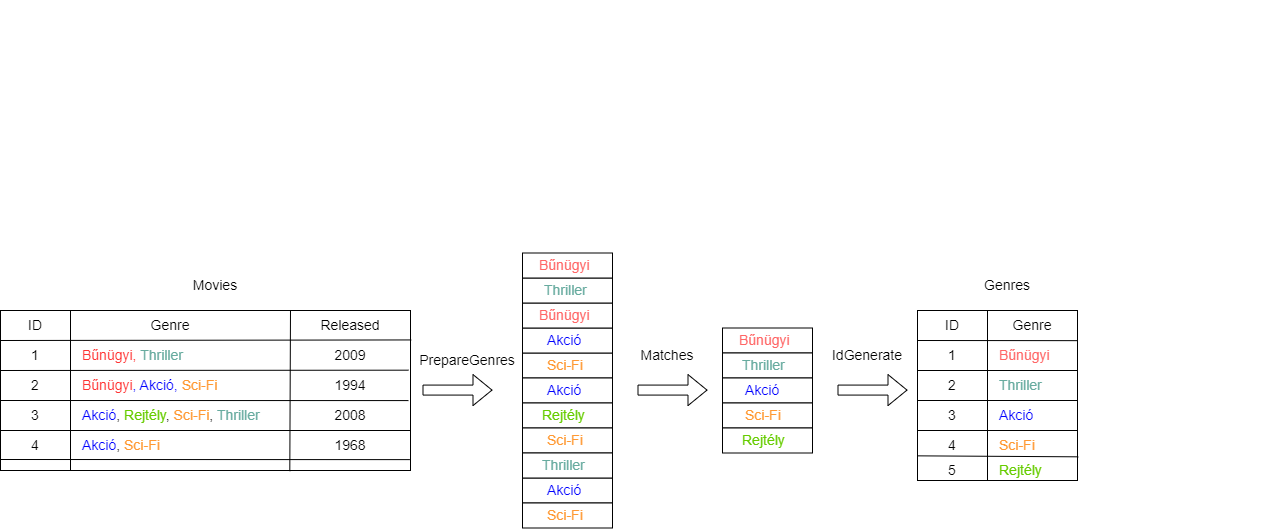 Movies
ID Genre Released
1 Bűnügyi, Thriller 2009
2 Bűnügyi, Akció, Sci-Fi 1994
3 Akció, Rejtély, Sci-Fi, Thriller 2008
4 Akció, Sci-Fi 1968
PrepareGenres
Bűnügyi
Thriller
Bűnügyi
Akció
Sci-Fi
Akció
Rejtély
Sci-Fi
Thriller
Akció
Sci-Fi
Matches
Bűnügyi
Thriller
Akció
Sci-Fi
Rejtély
IdGenerate
Genres
ID Genre
1 Bűnügyi
2 Thriller
3 Akció
4 Sci-Fi
5 Rejtély